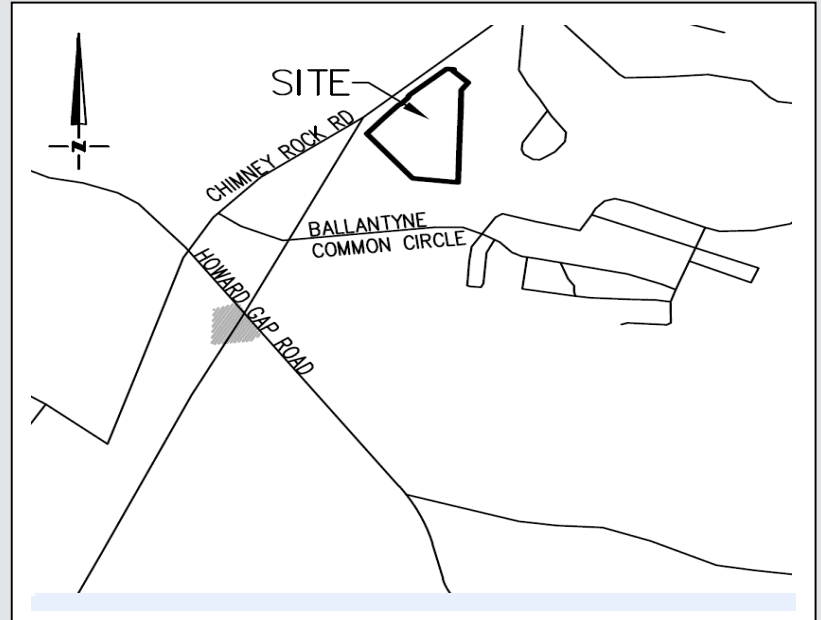 SITE
CHIMNEY ROCK RD
N
BALLANTYNE
COMMON CIRCLE
HOWARD GAP ROAD